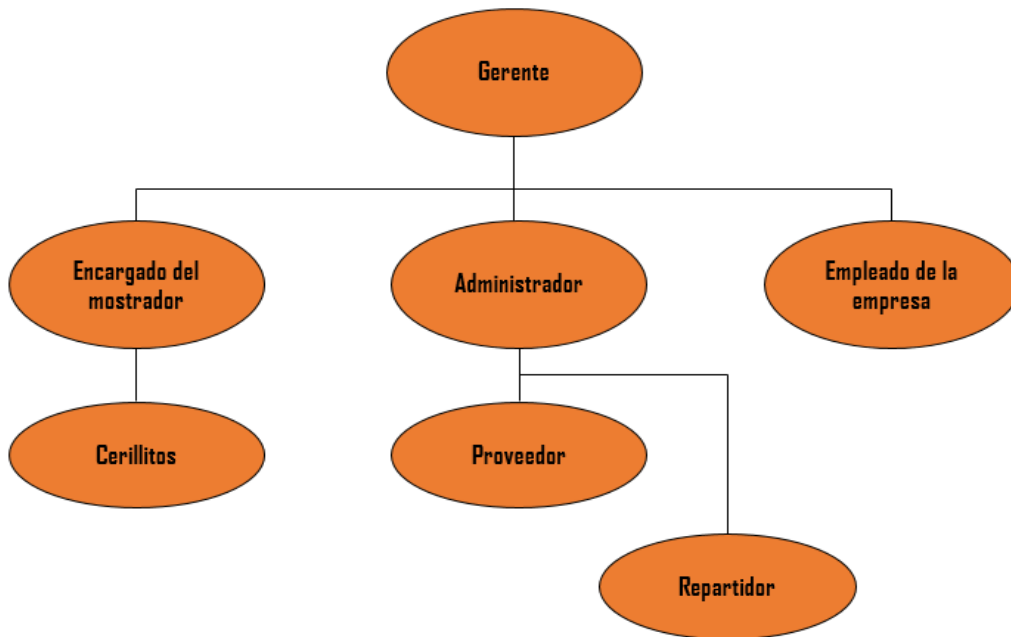 Gerente
Encargado del
mostrador
Administrador
Empleado de la
empresa
Cerillitos
Proveedor
Repartidor